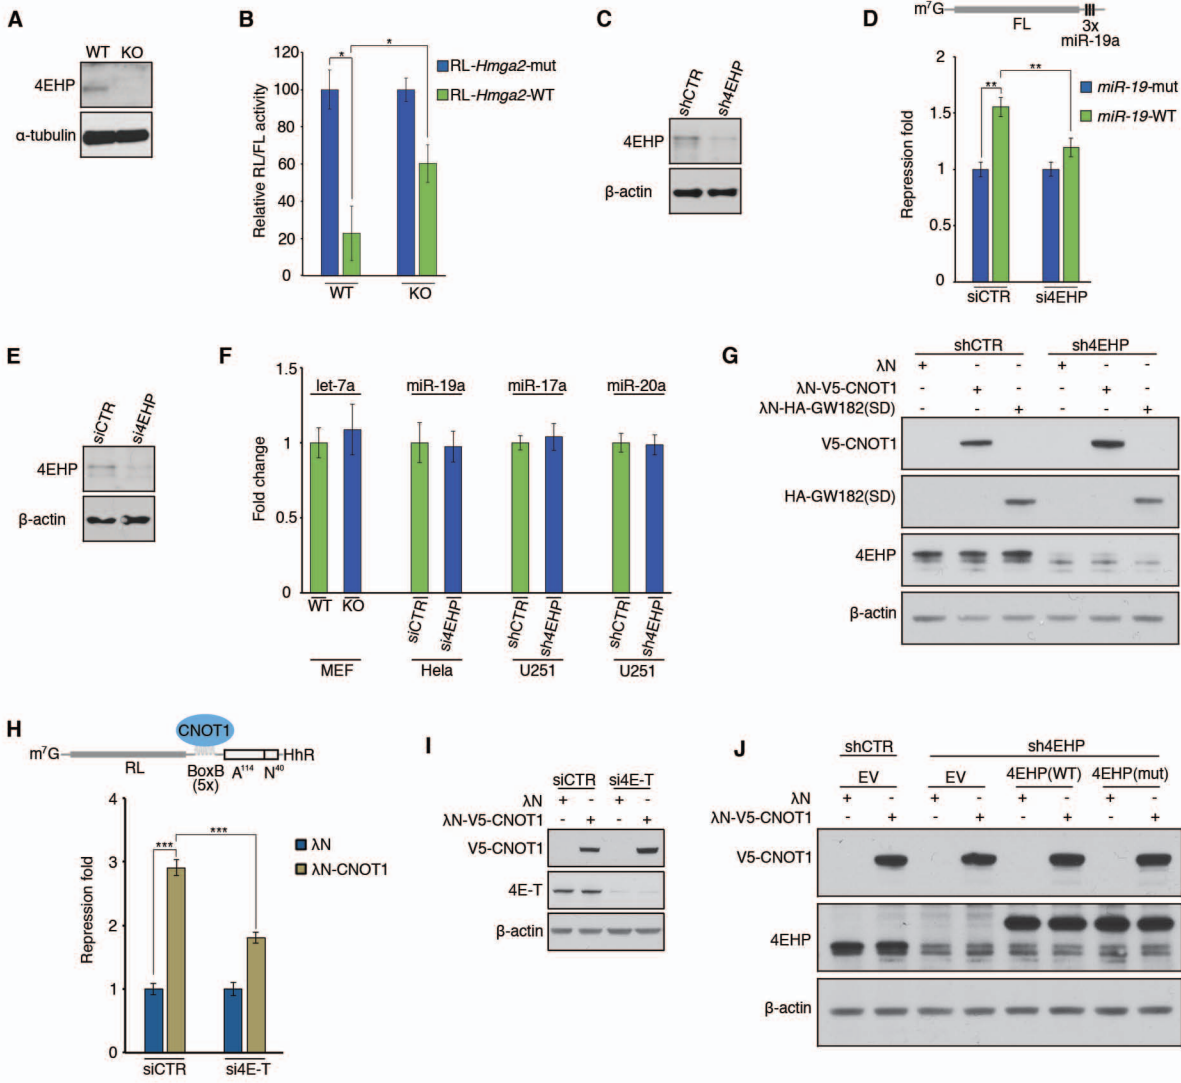 A
WT KO
4EHP
α-tubulin
B
Relative RL/FL activity
120
100
80
60
40
20
0
*
*
RL-Hmga2-mut
RL-Hmga2-WT
WT
KO
C
shCTR
sh4EHP
4EHP
β-actin
D
m⁷G
FL
3x
miR-19a
Repression fold
2
1.5
1
0.5
0
**
**
miR-19-mut
miR-19-WT
siCTR
si4EHP
E
siCTR
si4EHP
4EHP
β-actin
F
Fold change
1.5
1
0.5
0
let-7a
miR-19a
miR-17a
miR-20a
WT KO
siCTR
si4EHP
shCTR
sh4EHP
shCTR
sh4EHP
MEF
Hela
U251
U251
G
shCTR
sh4EHP
λN + - - + - -
λN-V5-CNOT1 - + - - + -
λN-HA-GW182(SD) - - + - - +
V5-CNOT1
HA-GW182(SD)
4EHP
β-actin
H
CNOT1
m⁷G
RL
BoxB
(5x)
A¹¹⁴
N⁴⁰
HhR
Repression fold
4
3
2
1
0
***
***
λN
λN-CNOT1
siCTR
si4E-T
I
siCTR si4E-T
λN + - + -
λN-V5-CNOT1 - + - +
V5-CNOT1
4E-T
β-actin
J
shCTR
sh4EHP
EV
EV
4EHP(WT)
4EHP(mut)
λN + - + - + - + -
λN-V5-CNOT1 - + - + - + - +
V5-CNOT1
4EHP
β-actin